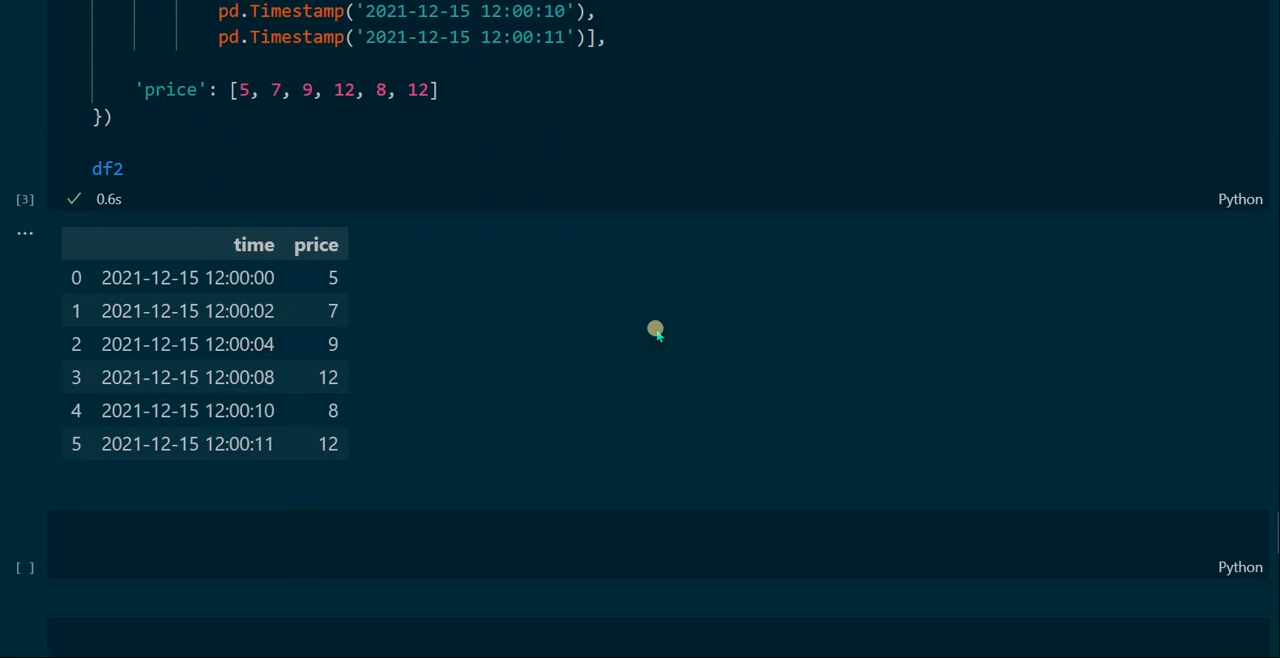 pd.Timestamp('2021-12-15 12:00:10'),
pd.Timestamp('2021-12-15 12:00:11')],
'price': [5, 7, 9, 12, 8, 12]
})
df2
[3] ✓ 0.6s Python
...
time price
0 2021-12-15 12:00:00 5
1 2021-12-15 12:00:02 7
2 2021-12-15 12:00:04 9
3 2021-12-15 12:00:08 12
4 2021-12-15 12:00:10 8
5 2021-12-15 12:00:11 12
[ ] Python